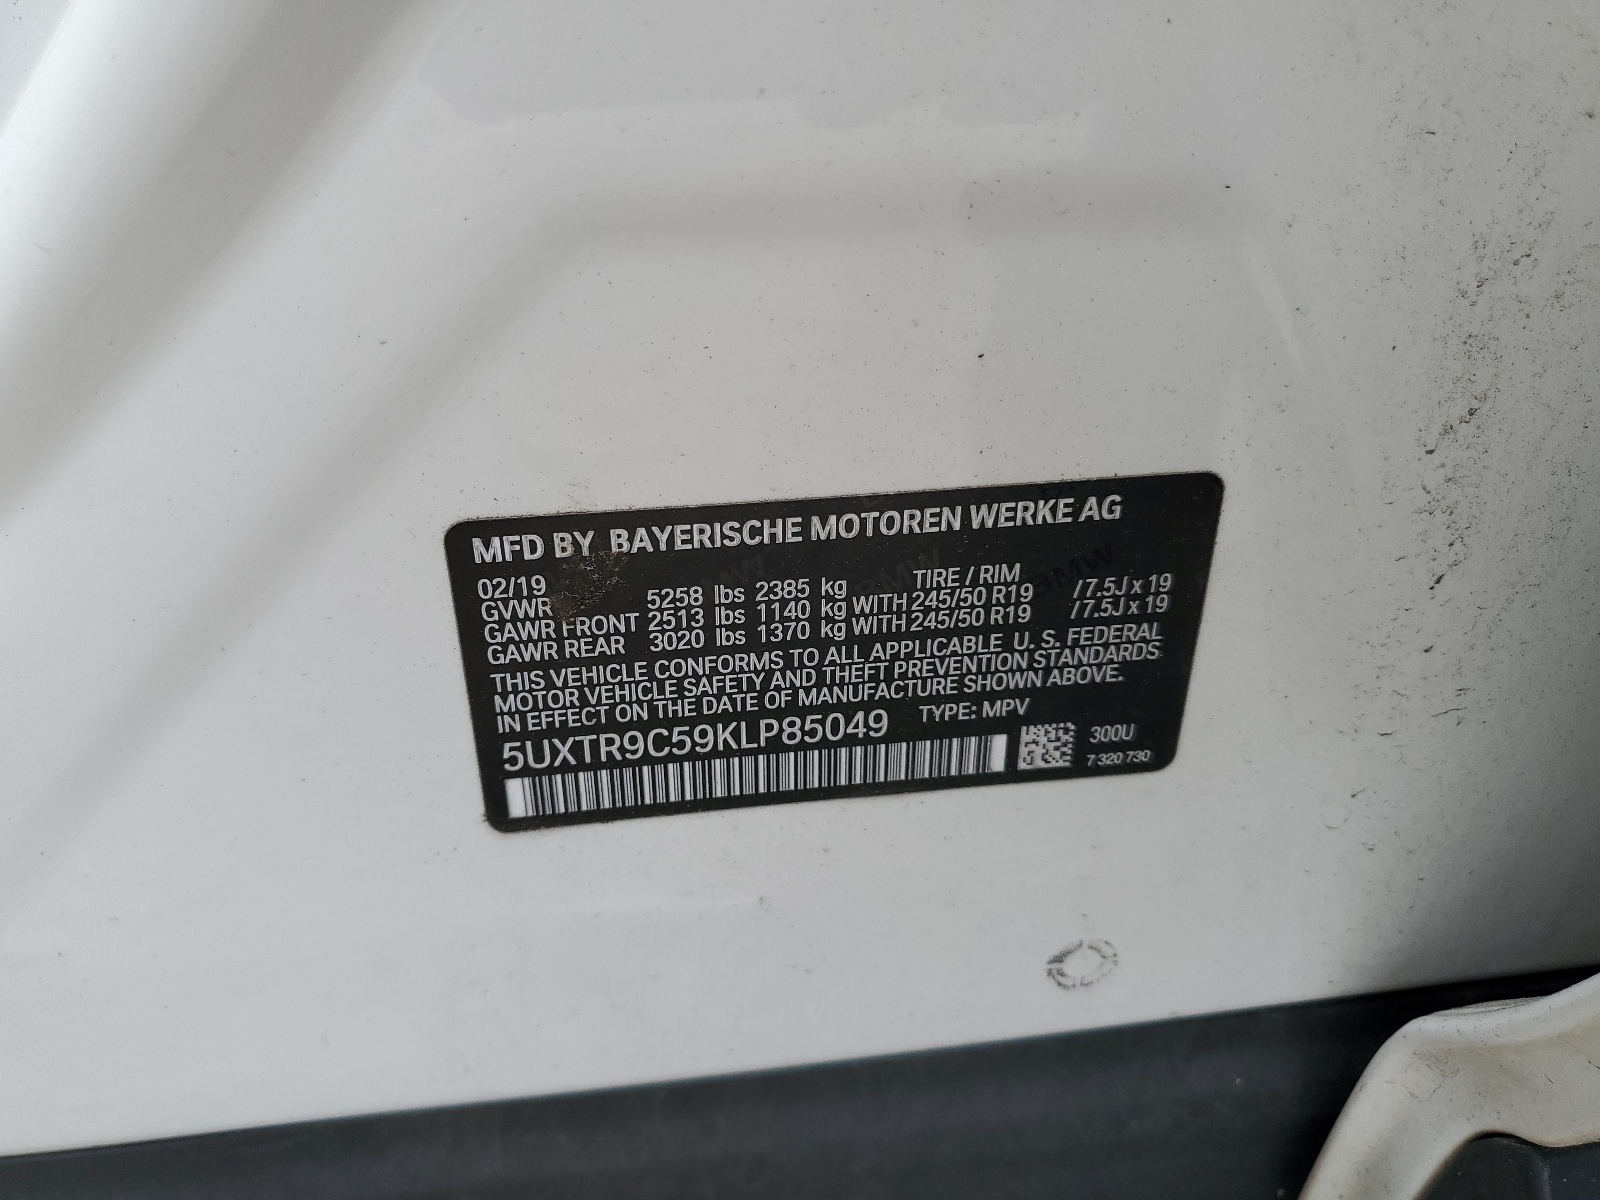 MFD BY BAYERISCHE MOTOREN WERKE AG
02/19 TIRE / RIM
GVWR 5258 lbs 2385 kg
GAWR FRONT 2513 lbs 1140 kg WITH 245/50 R19 / 7.5J x 19
GAWR REAR 3020 lbs 1370 kg WITH 245/50 R19 / 7.5J x 19
THIS VEHICLE CONFORMS TO ALL APPLICABLE U. S. FEDERAL
MOTOR VEHICLE SAFETY AND THEFT PREVENTION STANDARDS
IN EFFECT ON THE DATE OF MANUFACTURE SHOWN ABOVE.
5UXTR9C59KLP85049 TYPE: MPV
300U
7 320 730